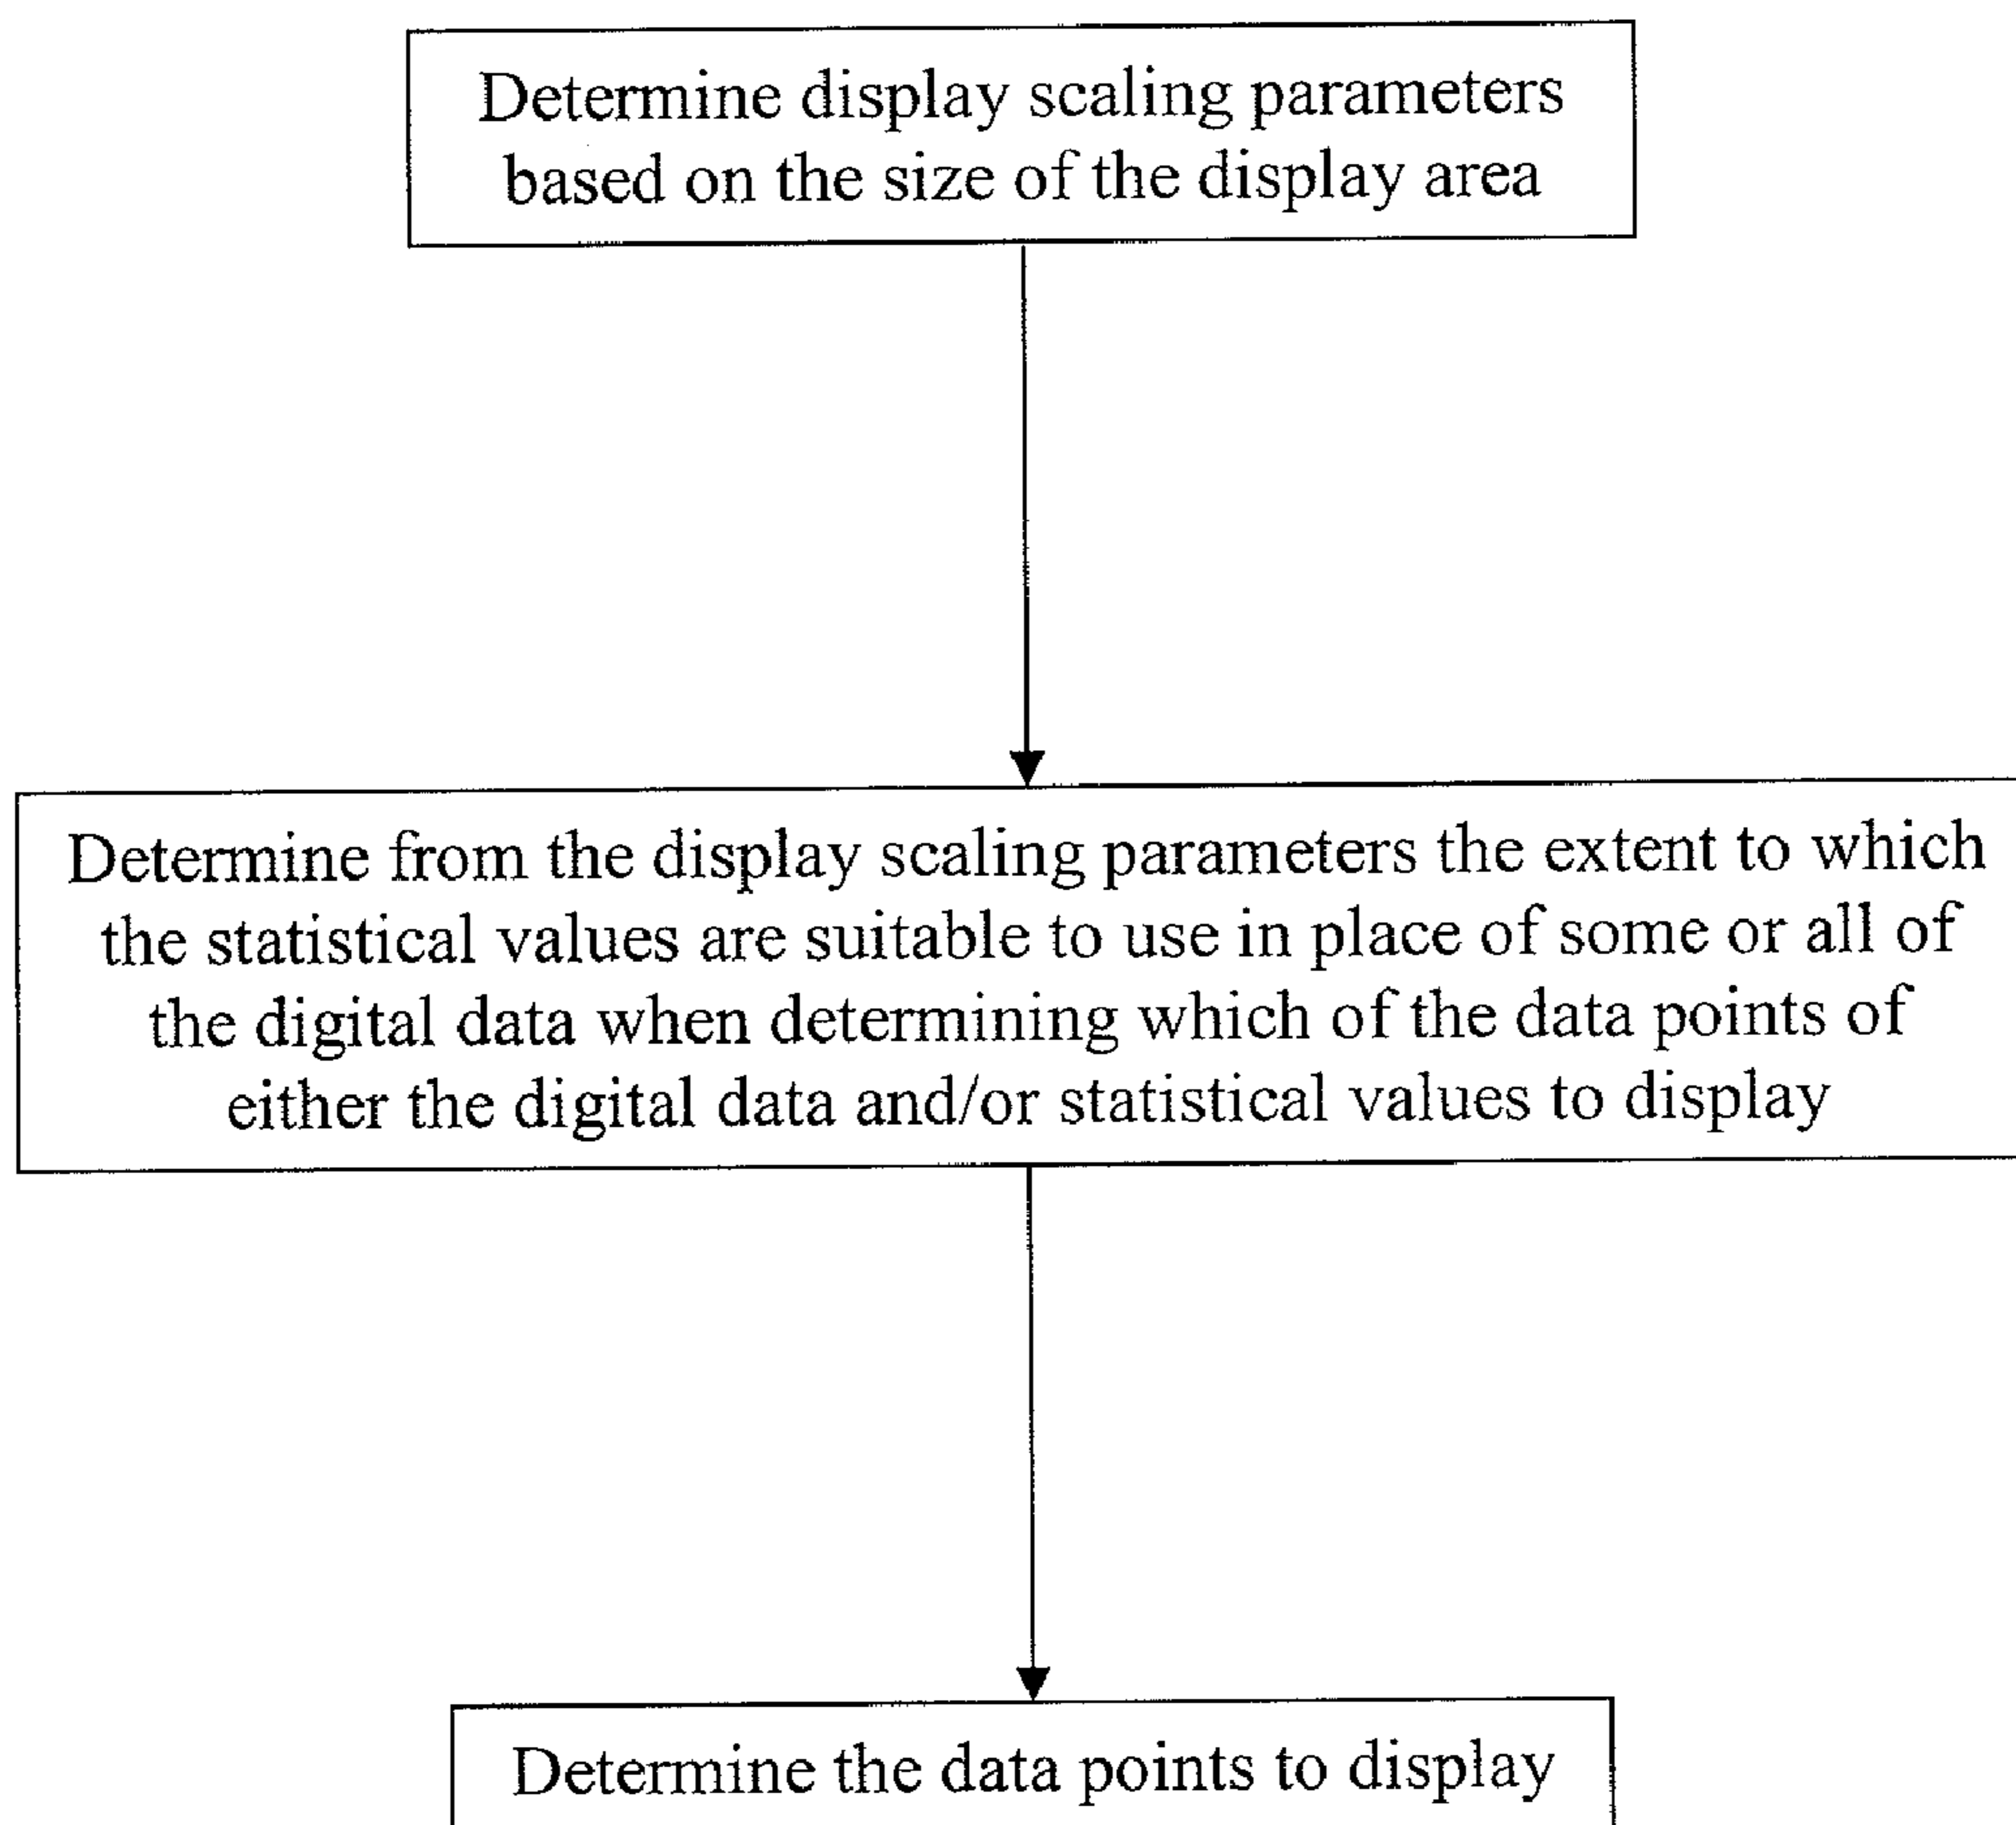 Determine display scaling parameters
based on the size of the display area
Determine from the display scaling parameters the extent to which
the statistical values are suitable to use in place of some or all of
the digital data when determining which of the data points of
either the digital data and/or statistical values to display
Determine the data points to display